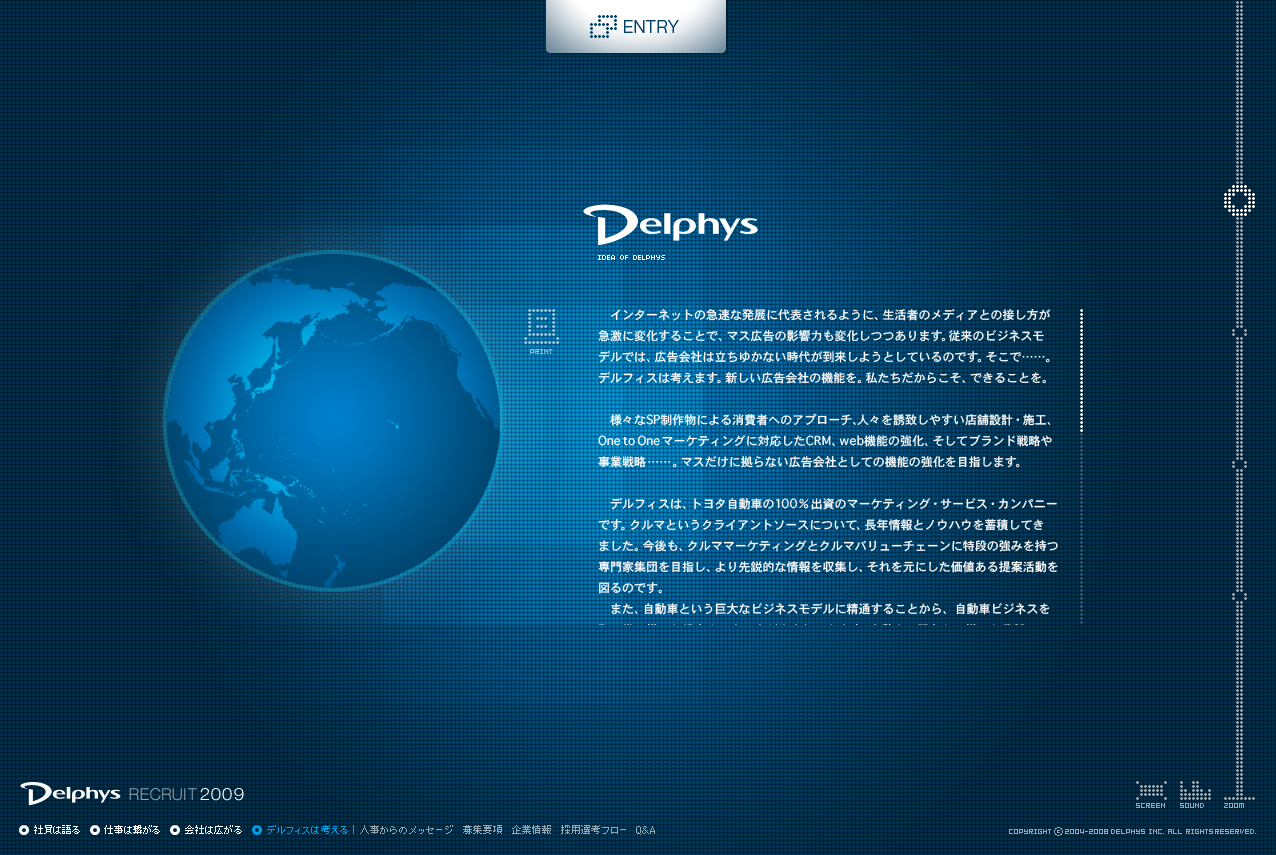 ENTRY
Delphys
IDEA OF DELPHYS
インターネットの急速な発展に代表されるように、生活者のメディアとの接し方が
急激に変化することで、マス広告の影響力も変化しつつあります。従来のビジネスモ
デルでは、広告会社は立ちゆかない時代が到来しようとしているのです。そこで……。
デルフィスは考えます。新しい広告会社の機能を。私たちだからこそ、できることを。
様々なSP制作物による消費者へのアプローチ、人々を誘致しやすい店舗設計・施工、
One to Oneマーケティングに対応したCRM、web機能の強化、そしてブランド戦略や
事業戦略……。マスだけに拠らない広告会社としての機能の強化を目指します。
デルフィスは、トヨタ自動車の100％出資のマーケティング・サービス・カンパニー
です。クルマというクライアントソースについて、長年情報とノウハウを蓄積してき
ました。今後も、クルママーケティングとクルマバリューチェーンに特段の強みを持つ
専門家集団を目指し、より先鋭的な情報を収集し、それを元にした価値ある提案活動を
図るのです。
また、自動車という巨大なビジネスモデルに精通することから、自動車ビジネスを
PRINT
Delphys RECRUIT 2009
社員は語る 仕事は繋がる 会社は広がる デルフィスは考える | 人事からのメッセージ 募集要項 企業情報 採用選考フロー Q&A
SCREEN SOUND ZOOM
COPYRIGHT © 2004-2008 DELPHYS INC. ALL RIGHTS RESERVED.